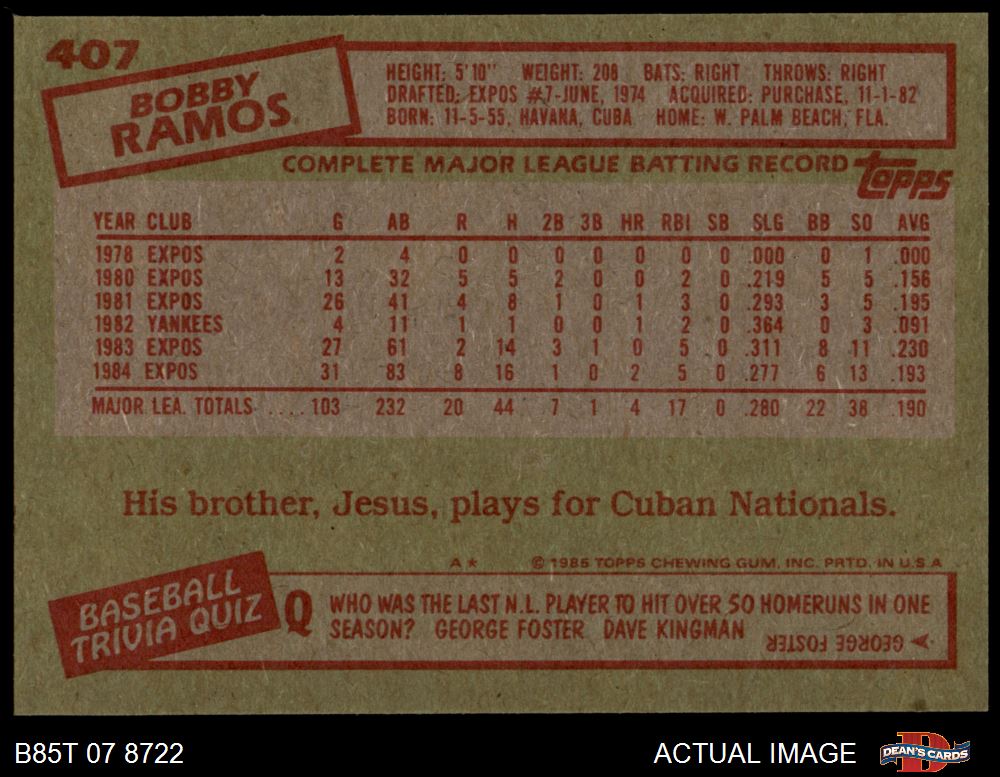 407
BOBBY
RAMOS
HEIGHT: 5'10" WEIGHT: 208 BATS: RIGHT THROWS: RIGHT
DRAFTED: EXPOS #7-JUNE, 1974 ACQUIRED: PURCHASE, 11-1-82
BORN: 11-5-55, HAVANA, CUBA HOME: W. PALM BEACH, FLA.
COMPLETE MAJOR LEAGUE BATTING RECORD
topps
YEAR CLUB G AB R H 2B 3B HR RBI SB SLG BB SO AVG
1978 EXPOS 2 4 0 0 0 0 0 0 0 .000 0 1 .000
1980 EXPOS 13 32 5 5 2 0 0 2 0 .219 5 5 .156
1981 EXPOS 26 41 4 8 1 0 1 3 0 .293 3 5 .195
1982 YANKEES 4 11 1 1 0 0 1 2 0 .364 0 3 .091
1983 EXPOS 27 61 2 14 3 1 0 5 0 .311 8 11 .230
1984 EXPOS 31 83 8 16 1 0 2 5 0 .277 6 13 .193
MAJOR LEA. TOTALS .... 103 232 20 44 7 1 4 17 0 .280 22 38 .190
His brother, Jesus, plays for Cuban Nationals.
A* © 1985 TOPPS CHEWING GUM, INC. PRTD. IN U.S.A
BASEBALL
TRIVIA QUIZ
Q WHO WAS THE LAST N.L. PLAYER TO HIT OVER 50 HOMERUNS IN ONE
SEASON? GEORGE FOSTER DAVE KINGMAN
GEORGE FOSTER
B85T 07 8722
ACTUAL IMAGE
DEAN'S CARDS